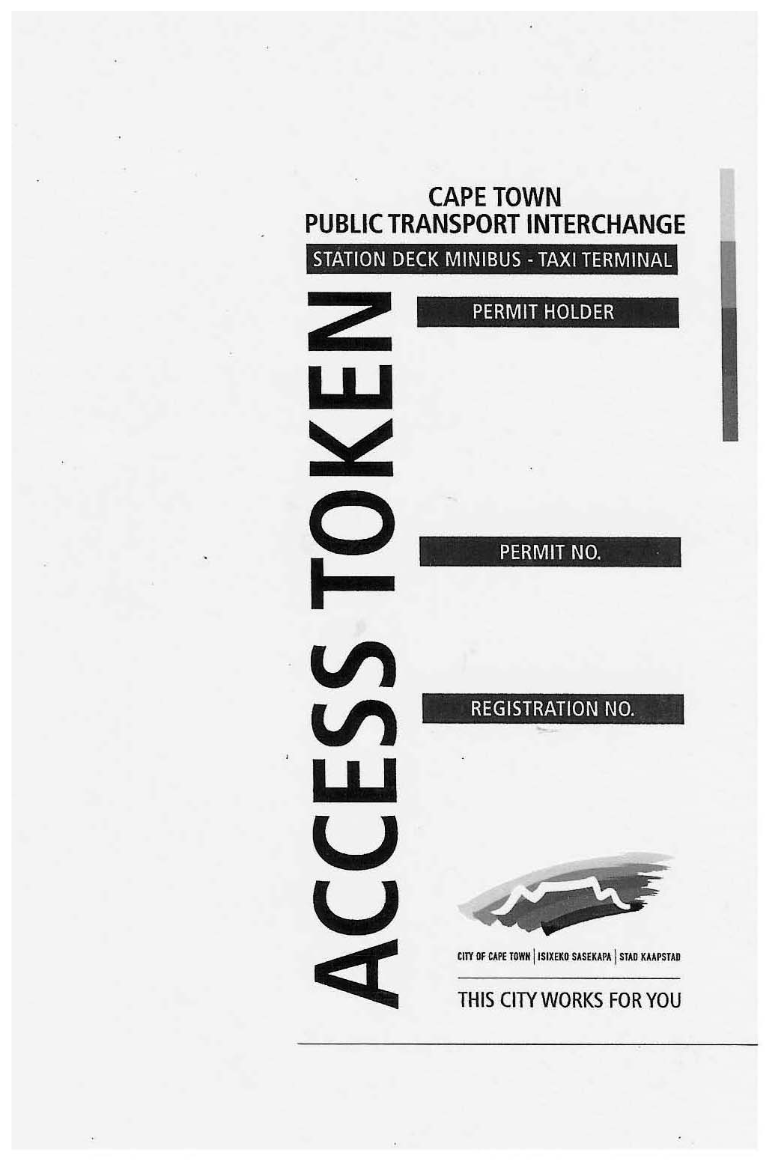 CAPE TOWN
PUBLIC TRANSPORT INTERCHANGE
STATION DECK MINIBUS - TAXI TERMINAL
ACCESS TOKEN
PERMIT HOLDER
PERMIT NO.
REGISTRATION NO.
CITY OF CAPE TOWN | ISIXEKO SASEKAPA | STAD KAAPSTAD
THIS CITY WORKS FOR YOU